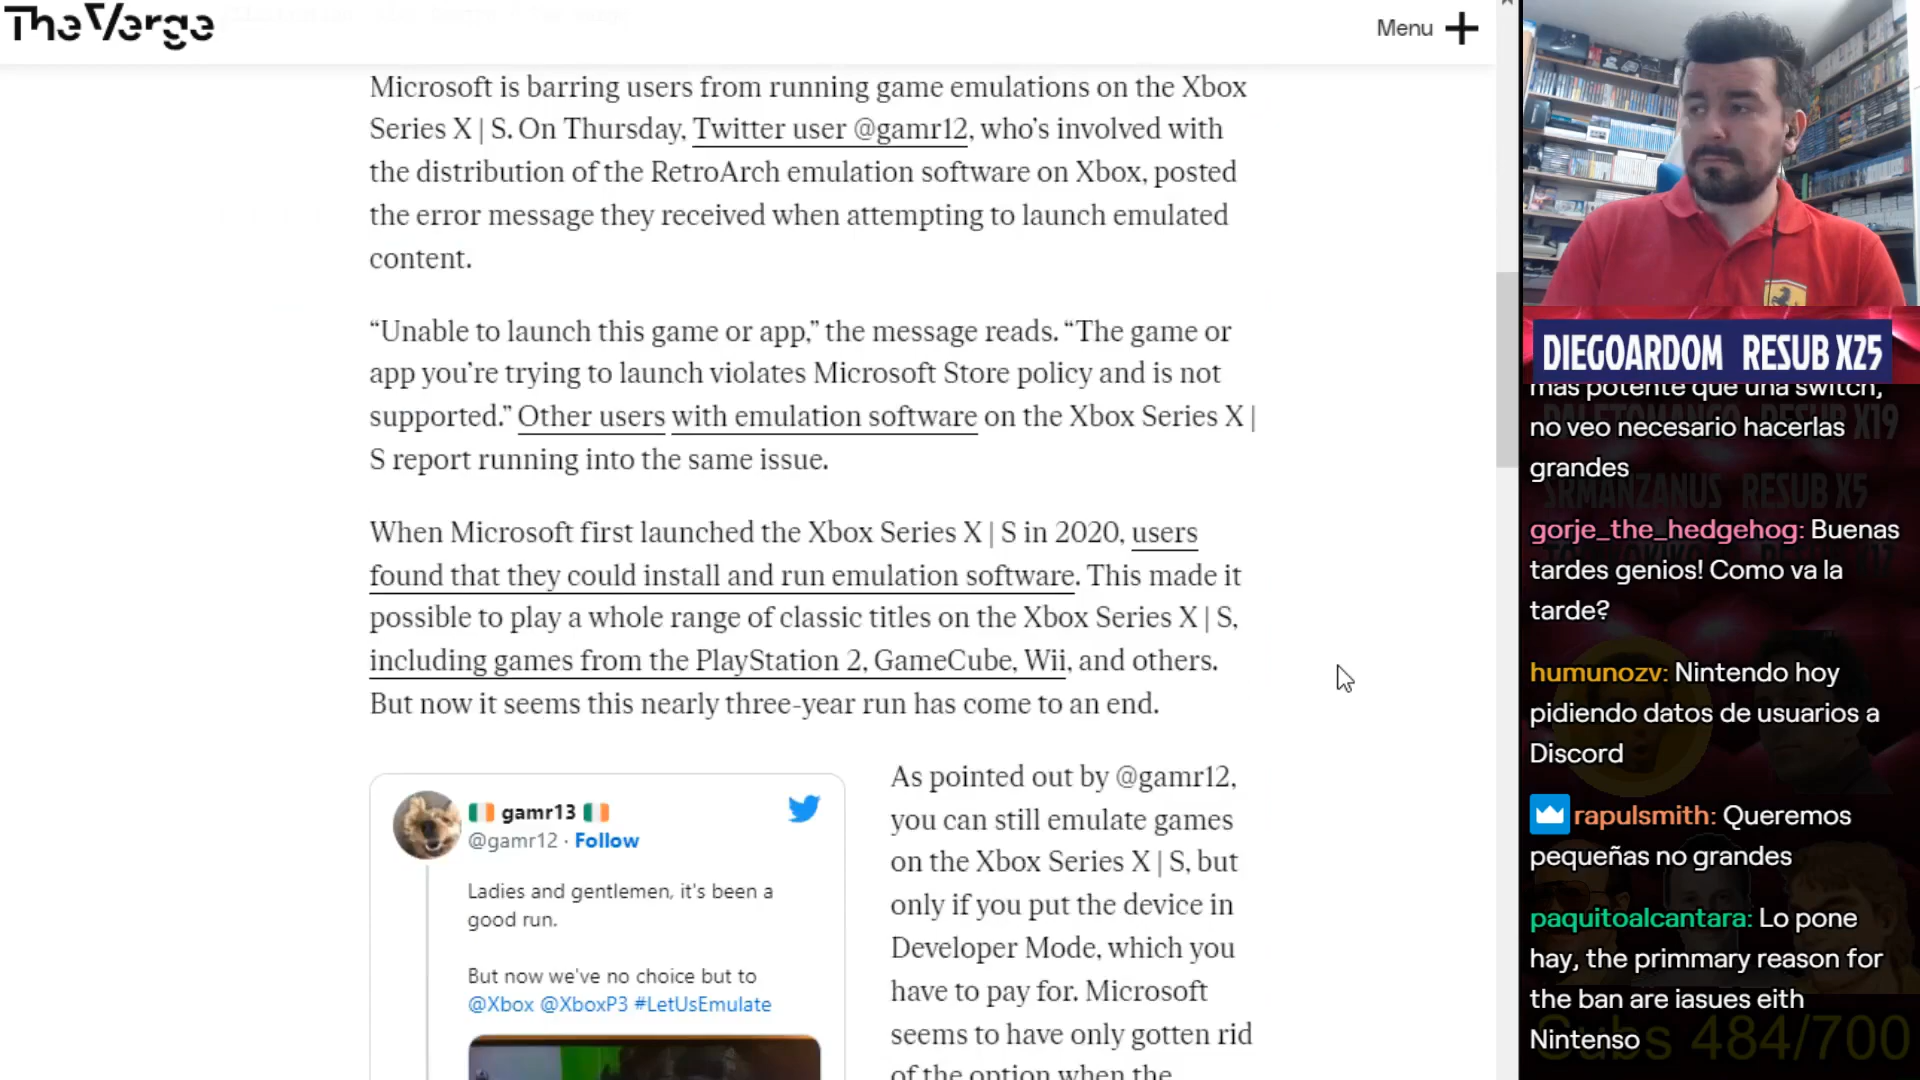 The Verge
Menu
Microsoft is barring users from running game emulations on the Xbox
Series X | S. On Thursday, Twitter user @gamr12, who's involved with
the distribution of the RetroArch emulation software on Xbox, posted
the error message they received when attempting to launch emulated
content.
“Unable to launch this game or app,” the message reads. “The game or
app you're trying to launch violates Microsoft Store policy and is not
supported.” Other users with emulation software on the Xbox Series X |
S report running into the same issue.
When Microsoft first launched the Xbox Series X | S in 2020, users
found that they could install and run emulation software. This made it
possible to play a whole range of classic titles on the Xbox Series X | S,
including games from the PlayStation 2, GameCube, Wii, and others.
But now it seems this nearly three-year run has come to an end.
gamr13
@gamr12 · Follow
Ladies and gentlemen, it's been a
good run.
But now we've no choice but to
@Xbox @XboxP3 #LetUsEmulate
As pointed out by @gamr12,
you can still emulate games
on the Xbox Series X | S, but
only if you put the device in
Developer Mode, which you
have to pay for. Microsoft
seems to have only gotten rid
of the option when the
DIEGOARDOM RESUB X25
mas potente que una switch,
no veo necesario hacerlas
grandes
RESUB X19
SRMANZANUS RESUB X5
gorje_the_hedgehog: Buenas
tardes genios! Como va la
tarde?
humunozv: Nintendo hoy
pidiendo datos de usuarios a
Discord
rapulsmith: Queremos
pequeñas no grandes
paquitoalcantara: Lo pone
hay, the primmary reason for
the ban are iasues eith
Nintenso
Subs 484/700